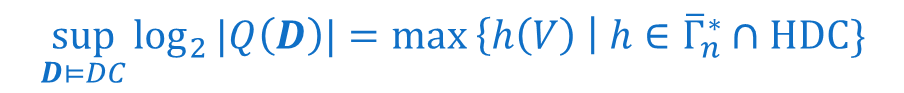 sup log₂ |Q(𝑫)| = max {h(V) | h ∈ Γ̄*ₙ ∩ HDC}
𝑫⊨DC